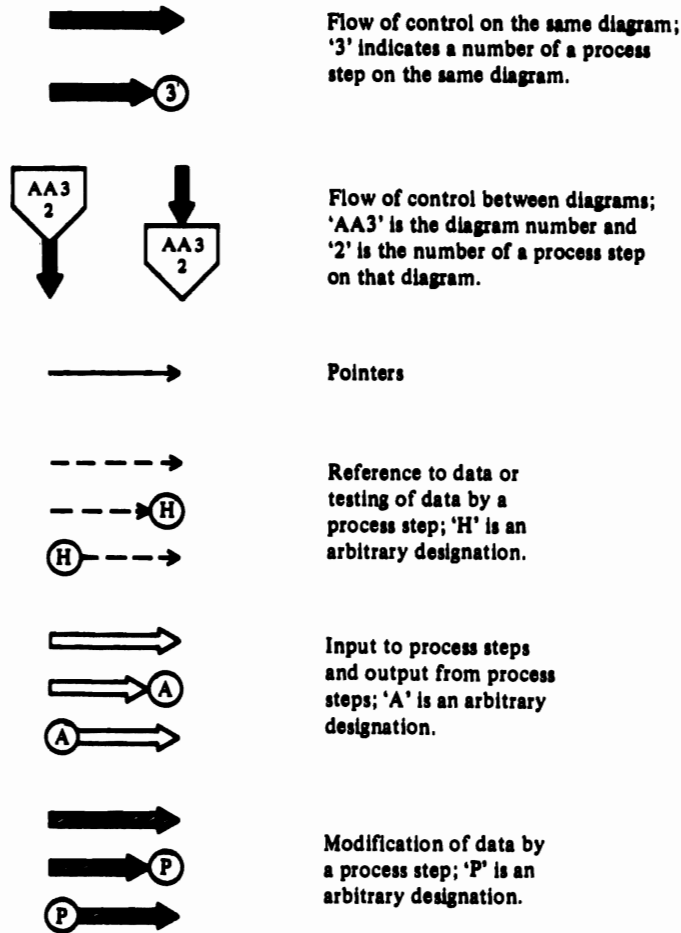 Flow of control on the same diagram;
‘3’ indicates a number of a process
step on the same diagram.
3
AA3
2
AA3
2
Flow of control between diagrams;
‘AA3’ is the diagram number and
‘2’ is the number of a process step
on that diagram.
Pointers
H
H
Reference to data or
testing of data by a
process step; ‘H’ is an
arbitrary designation.
A
A
Input to process steps
and output from process
steps; ‘A’ is an arbitrary
designation.
P
P
Modification of data by
a process step; ‘P’ is an
arbitrary designation.